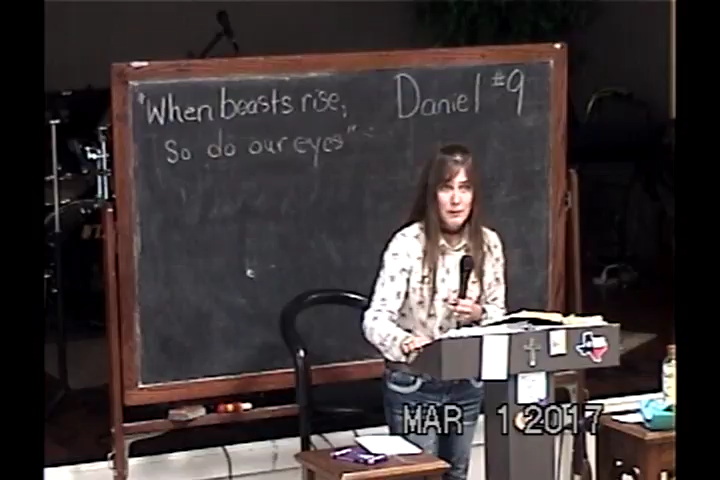 "When beasts rise,
So do our eyes"
Daniel #9
MAR 1 2017